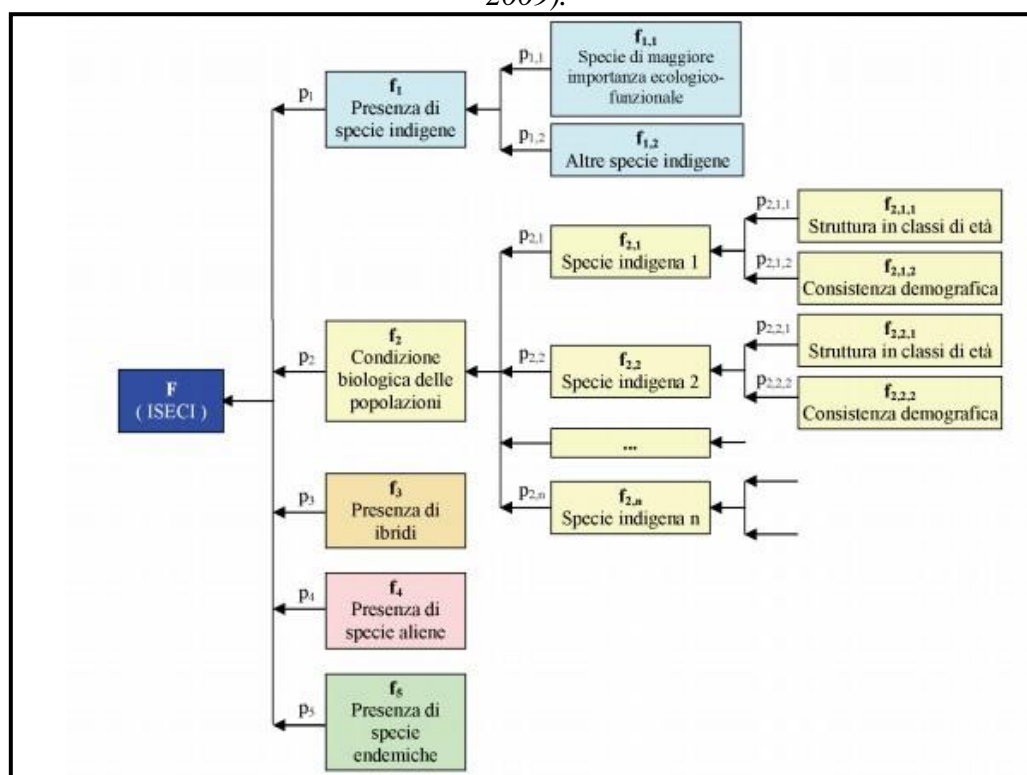 2009).
f1,1
Specie di maggiore
importanza ecologico-
funzionale
p1,1
f1
Presenza di
specie indigene
p1
p1,2
f1,2
Altre specie indigene
p2,1,1
f2,1,1
Struttura in classi di età
p2,1
f2,1
Specie indigena 1
p2,1,2
f2,1,2
Consistenza demografica
p2,2,1
f2,2,1
Struttura in classi di età
p2
f2
Condizione
biologica delle
popolazioni
p2,2
f2,2
Specie indigena 2
p2,2,2
f2,2,2
Consistenza demografica
F
( ISECI )
...
p2,n
f2,n
Specie indigena n
p3
f3
Presenza di
ibridi
p4
f4
Presenza di
specie aliene
p5
f5
Presenza di
specie
endemiche